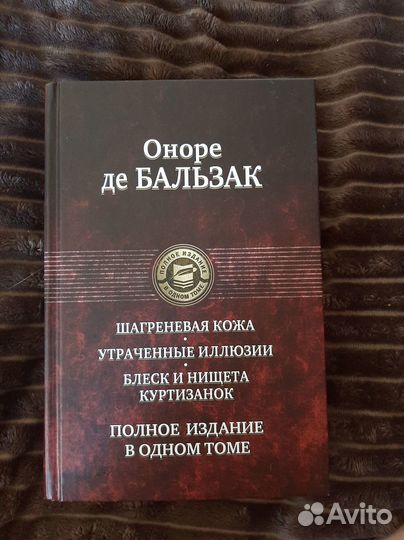 Оноре
де БАЛЬЗАК
ПОЛНОЕ ИЗДАНИЕ
В ОДНОМ ТОМЕ
ШАГРЕНЕВАЯ КОЖА
•
УТРАЧЕННЫЕ ИЛЛЮЗИИ
•
БЛЕСК И НИЩЕТА
КУРТИЗАНОК
ПОЛНОЕ ИЗДАНИЕ
В ОДНОМ ТОМЕ
Avito